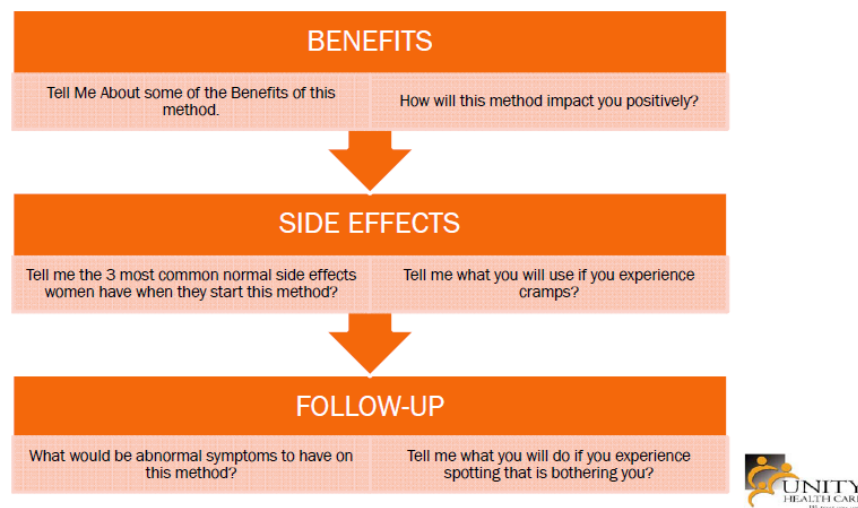 BENEFITS
Tell Me About some of the Benefits of this
method.
How will this method impact you positively?
SIDE EFFECTS
Tell me the 3 most common normal side effects
women have when they start this method?
Tell me what you will use if you experience
cramps?
FOLLOW-UP
What would be abnormal symptoms to have on
this method?
Tell me what you will do if you experience
spotting that is bothering you?
UNITY
HEALTH CARE